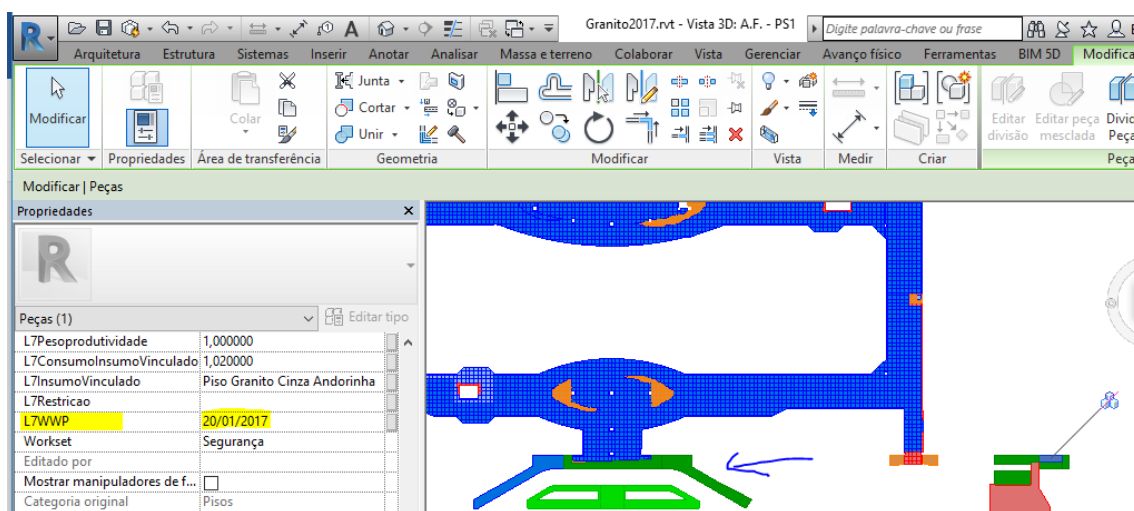 Granito2017.rvt - Vista 3D: A.F. - PS1
Digite palavra-chave ou frase
Arquitetura Estrutura Sistemas Inserir Anotar Analisar Massa e terreno Colaborar Vista Gerenciar Avanço físico Ferramentas BIM 5D Modifica
Modificar
Colar
Junta
Cortar
Unir
Editar divisão
Editar peça mesclada
Divic Peça
Selecionar Propriedades Área de transferência Geometria Modificar Vista Medir Criar Peça
Modificar | Peças
Propriedades
Peças (1) Editar tipo
L7Pesoprodutividade 1,000000
L7ConsumoInsumoVinculado 1,020000
L7InsumoVinculado Piso Granito Cinza Andorinha
L7Restricao
L7WWP 20/01/2017
Workset Segurança
Editado por
Mostrar manipuladores de f...
Categoria original Pisos